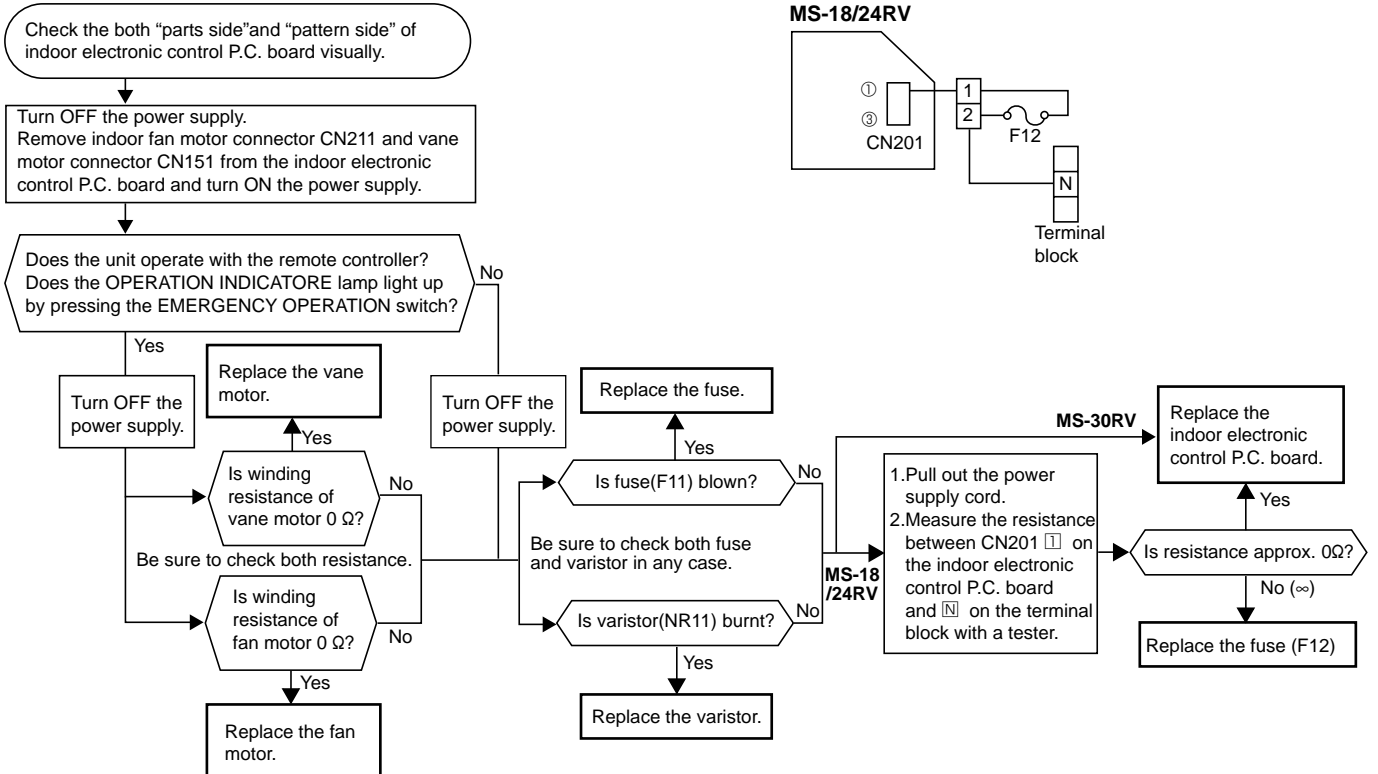 Check the both “parts side”and “pattern side” of
indoor electronic control P.C. board visually.
Turn OFF the power supply.
Remove indoor fan motor connector CN211 and vane
motor connector CN151 from the indoor electronic
control P.C. board and turn ON the power supply.
Does the unit operate with the remote controller?
Does the OPERATION INDICATORE lamp light up
by pressing the EMERGENCY OPERATION switch?
No
Yes
Turn OFF the
power supply.
Replace the vane
motor.
Yes
Is winding
resistance of
vane motor 0 Ω?
No
Be sure to check both resistance.
Is winding
resistance of
fan motor 0 Ω?
No
Yes
Replace the fan
motor.
Turn OFF the
power supply.
Replace the fuse.
Yes
Is fuse(F11) blown?
No
Be sure to check both fuse
and varistor in any case.
Is varistor(NR11) burnt?
No
Yes
Replace the varistor.
MS-30RV
MS-18
/24RV
1.Pull out the power
supply cord.
2.Measure the resistance
between CN201 1 on
the indoor electronic
control P.C. board
and N on the terminal
block with a tester.
Replace the
indoor electronic
control P.C. board.
Yes
Is resistance approx. 0Ω?
No (∞)
Replace the fuse (F12)
MS-18/24RV
①
③
CN201
1
2
F12
N
Terminal
block